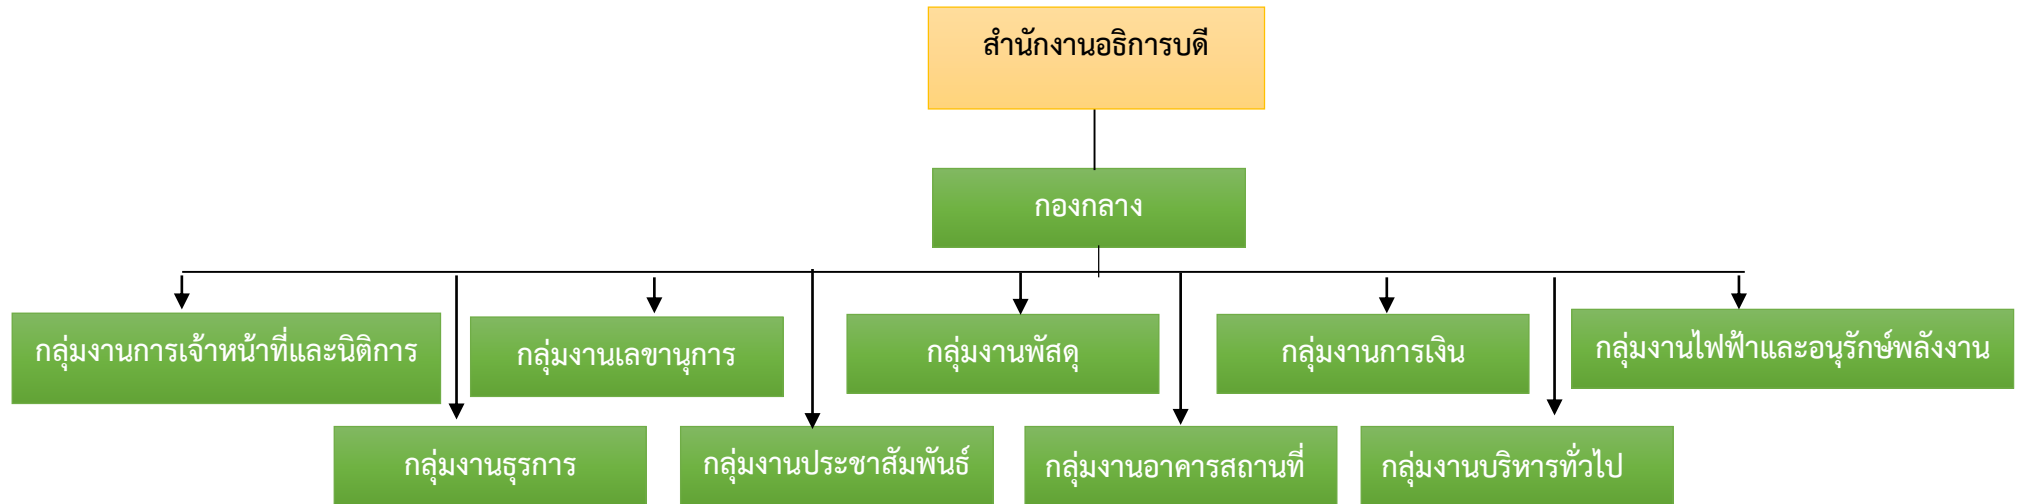 สำนักงานอธิการบดี
กองกลาง
กลุ่มงานการเจ้าหน้าที่และนิติการ
กลุ่มงานเลขานุการ
กลุ่มงานพัสดุ
กลุ่มงานการเงิน
กลุ่มงานไฟฟ้าและอนุรักษ์พลังงาน
กลุ่มงานธุรการ
กลุ่มงานประชาสัมพันธ์
กลุ่มงานอาคารสถานที่
กลุ่มงานบริหารทั่วไป